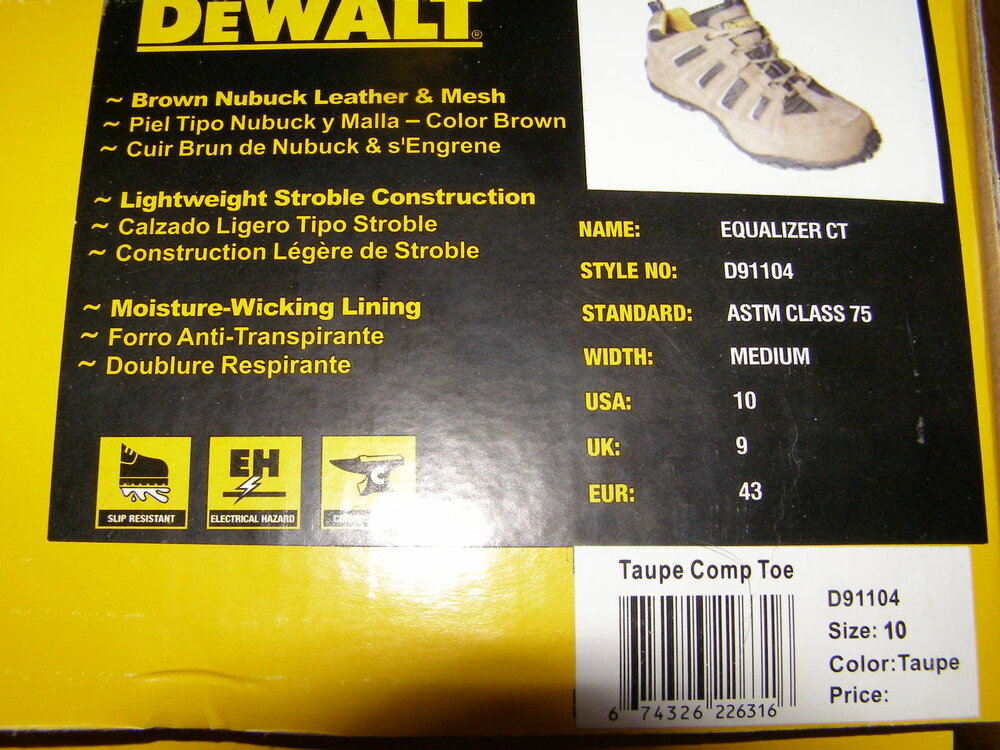 DEWALT®
~ Brown Nubuck Leather & Mesh
~ Piel Tipo Nubuck y Malla – Color Brown
~ Cuir Brun de Nubuck & s'Engrene
~ Lightweight Stroble Construction
~ Calzado Ligero Tipo Stroble
~ Construction Légère de Stroble
~ Moisture-Wicking Lining
~ Forro Anti-Transpirante
~ Doublure Respirante
NAME: EQUALIZER CT
STYLE NO: D91104
STANDARD: ASTM CLASS 75
WIDTH: MEDIUM
USA: 10
UK: 9
EUR: 43
SLIP RESISTANT
EH
ELECTRICAL HAZARD
C
Taupe Comp Toe
D91104
Size: 10
Color:Taupe
Price:
6 74326 226316